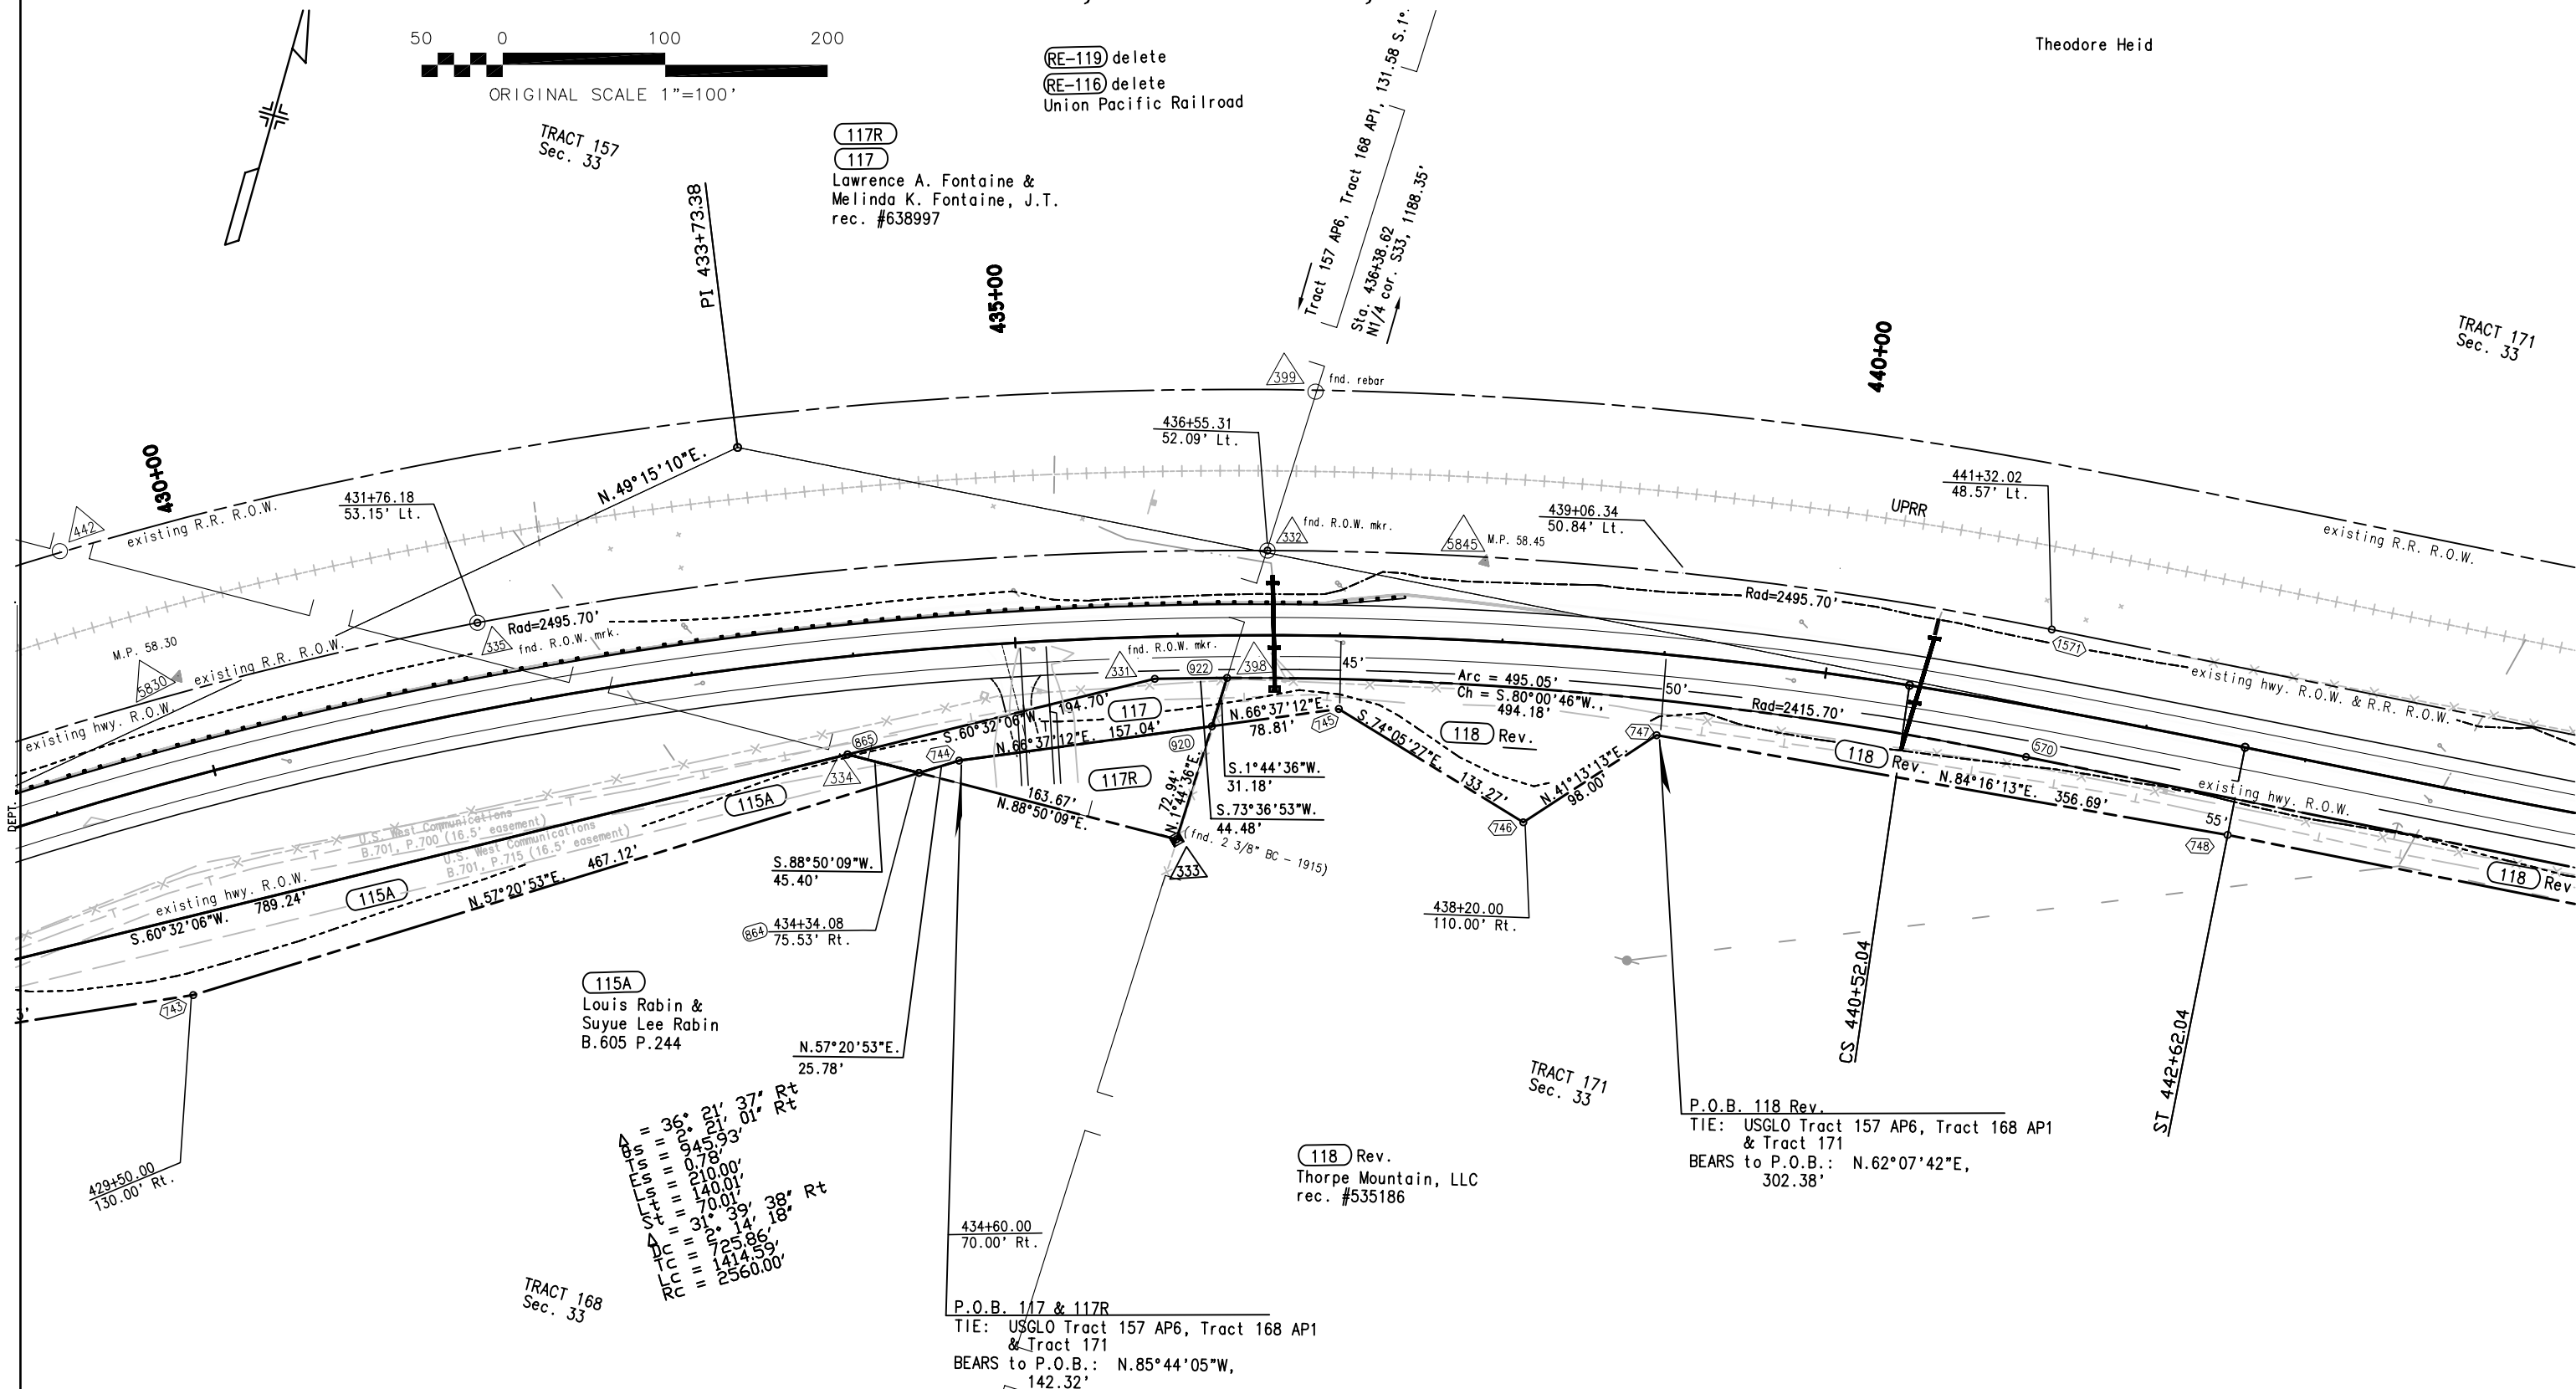 50 0 100 200
ORIGINAL SCALE 1"=100'
RE-119 delete
RE-116 delete
Union Pacific Railroad
Theodore Heid
TRACT 157
Sec. 33
117R
117
Lawrence A. Fontaine &
Melinda K. Fontaine, J.T.
rec. #638997
Tract 157 AP6, Tract 168 AP1, 131.58 S.1°
Sta. 436+38.62
N1/4 cor. S33, 1188.35'
PI 433+73.38
435+00
440+00
430+00
TRACT 171
Sec. 33
399
fnd. rebar
436+55.31
52.09' Lt.
N.49°15'10"E.
431+76.18
53.15' Lt.
442
existing R.R. R.O.W.
441+32.02
48.57' Lt.
UPRR
439+06.34
50.84' Lt.
332
fnd. R.O.W. mkr.
5845
M.P. 58.45
existing R.R. R.O.W.
Rad=2495.70'
Rad=2495.70'
335
fnd. R.O.W. mrk.
M.P. 58.30
5830
existing R.R. R.O.W.
existing hwy. R.O.W.
1571
existing hwy. R.O.W. & R.R. R.O.W.
fnd. R.O.W. mkr.
331
922
398
45'
Arc = 495.05'
Ch = S.80°00'46"W.,
494.18'
50'
Rad=2415.70'
S.60°32'06"W. 194.70'
117
N.66°37'12"E.
78.81'
745
N.66°37'12"E. 157.04'
920
865
744
334
117R
S.74°05'27"E. 133.27'
118 Rev.
747
N.41°13'13"E.
98.00'
118 Rev.
570
N.84°16'13"E. 356.69'
existing hwy. R.O.W.
55'
748
118 Rev
115A
163.67'
N.88°50'09"E.
72.94'
N.1°44'36"E.
S.1°44'36"W.
31.18'
S.73°36'53"W.
44.48'
(fnd. 2 3/8" BC - 1915)
333
746
DEPT.
U.S. West Communications
B.701, P.700 (16.5' easement)
U.S. West Communications
B.701, P.715 (16.5' easement)
S.88°50'09"W.
45.40'
467.12'
N.57°20'53"E.
existing hwy. R.O.W.
S.60°32'06"W. 789.24'
115A
864
434+34.08
75.53' Rt.
438+20.00
110.00' Rt.
743
3'
115A
Louis Rabin &
Suyue Lee Rabin
B.605 P.244
N.57°20'53"E.
25.78'
CS 440+52.04
ST 442+62.04
429+50.00
130.00' Rt.
Δ = 36° 21' 37" Rt
θs = 2° 21' 01" Rt
Ts = 945.93'
Es = 0.78'
Ls = 210.00'
Lt = 140.01'
St = 70.01'
Δc = 31° 39' 38" Rt
Dc = 2° 14' 18"
Tc = 725.86'
Lc = 1414.59'
Rc = 2560.00'
TRACT 171
Sec. 33
P.O.B. 118 Rev.
TIE: USGLO Tract 157 AP6, Tract 168 AP1
& Tract 171
BEARS to P.O.B.: N.62°07'42"E,
302.38'
118 Rev.
Thorpe Mountain, LLC
rec. #535186
434+60.00
70.00' Rt.
TRACT 168
Sec. 33
P.O.B. 117 & 117R
TIE: USGLO Tract 157 AP6, Tract 168 AP1
& Tract 171
BEARS to P.O.B.: N.85°44'05"W,
142.32'